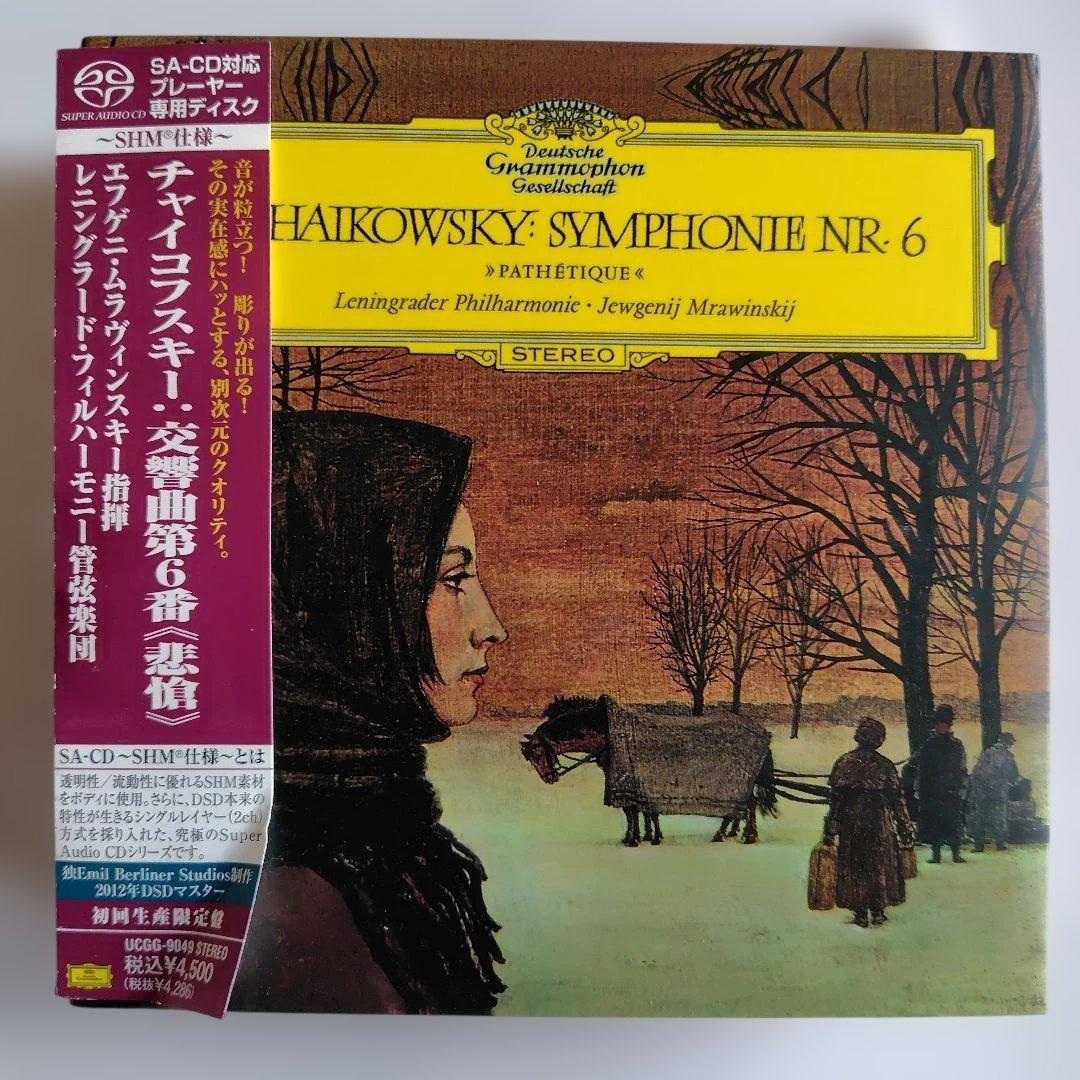 SUPER AUDIO CD
SA-CD対応
プレーヤー
専用ディスク
〜SHM®仕様〜
音が粒立つ! 彫りが出る!
その実在感にハッとする、別次元のクオリティ。
チャイコフスキー:交響曲第6番《悲愴》
エフゲニ・ムラヴィンスキー指揮
レニングラード・フィルハーモニー管弦楽団
SA-CD〜SHM®仕様〜とは
透明性/流動性に優れるSHM素材
をボディに使用。さらに、DSD本来の
特性が生きるシングルレイヤー(2ch)
方式を採り入れた、究極のSuper
Audio CDシリーズです。
独Emil Berliner Studios制作
2012年DSDマスター
初回生産限定盤
UCGG-9049 STEREO
税込¥4,500
(税抜¥4,286)
Deutsche
Grammophon
Gesellschaft
HAIKOWSKY: SYMPHONIE NR. 6
»PATHÉTIQUE«
Leningrader Philharmonie · Jewgenij Mrawinskij
STEREO